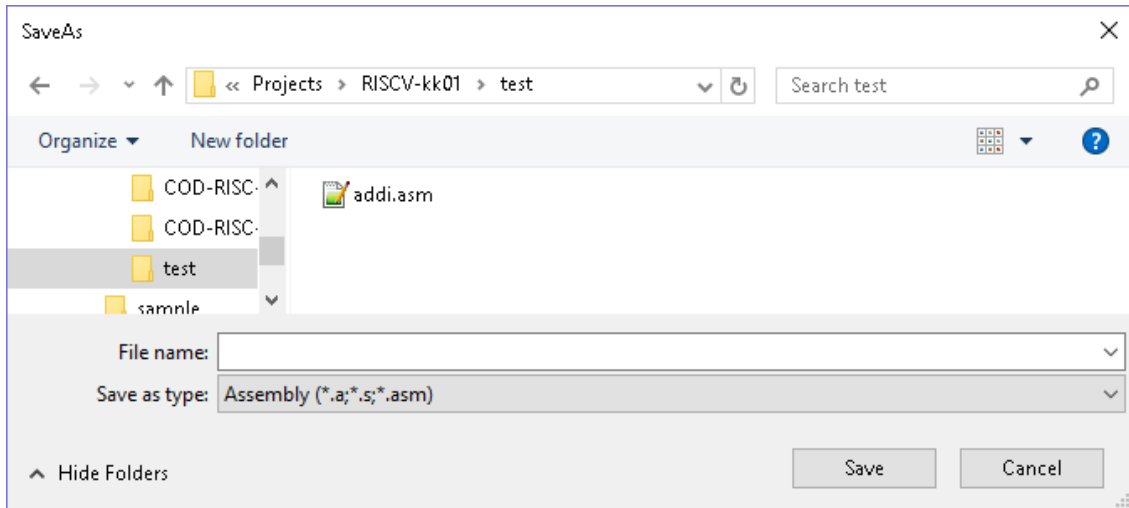 SaveAs
« Projects > RISCV-kk01 > test
Search test
Organize
New folder
COD-RISC-
addi.asm
COD-RISC-
test
sample
File name:
Save as type: Assembly (*.a;*.s;*.asm)
Hide Folders
Save
Cancel